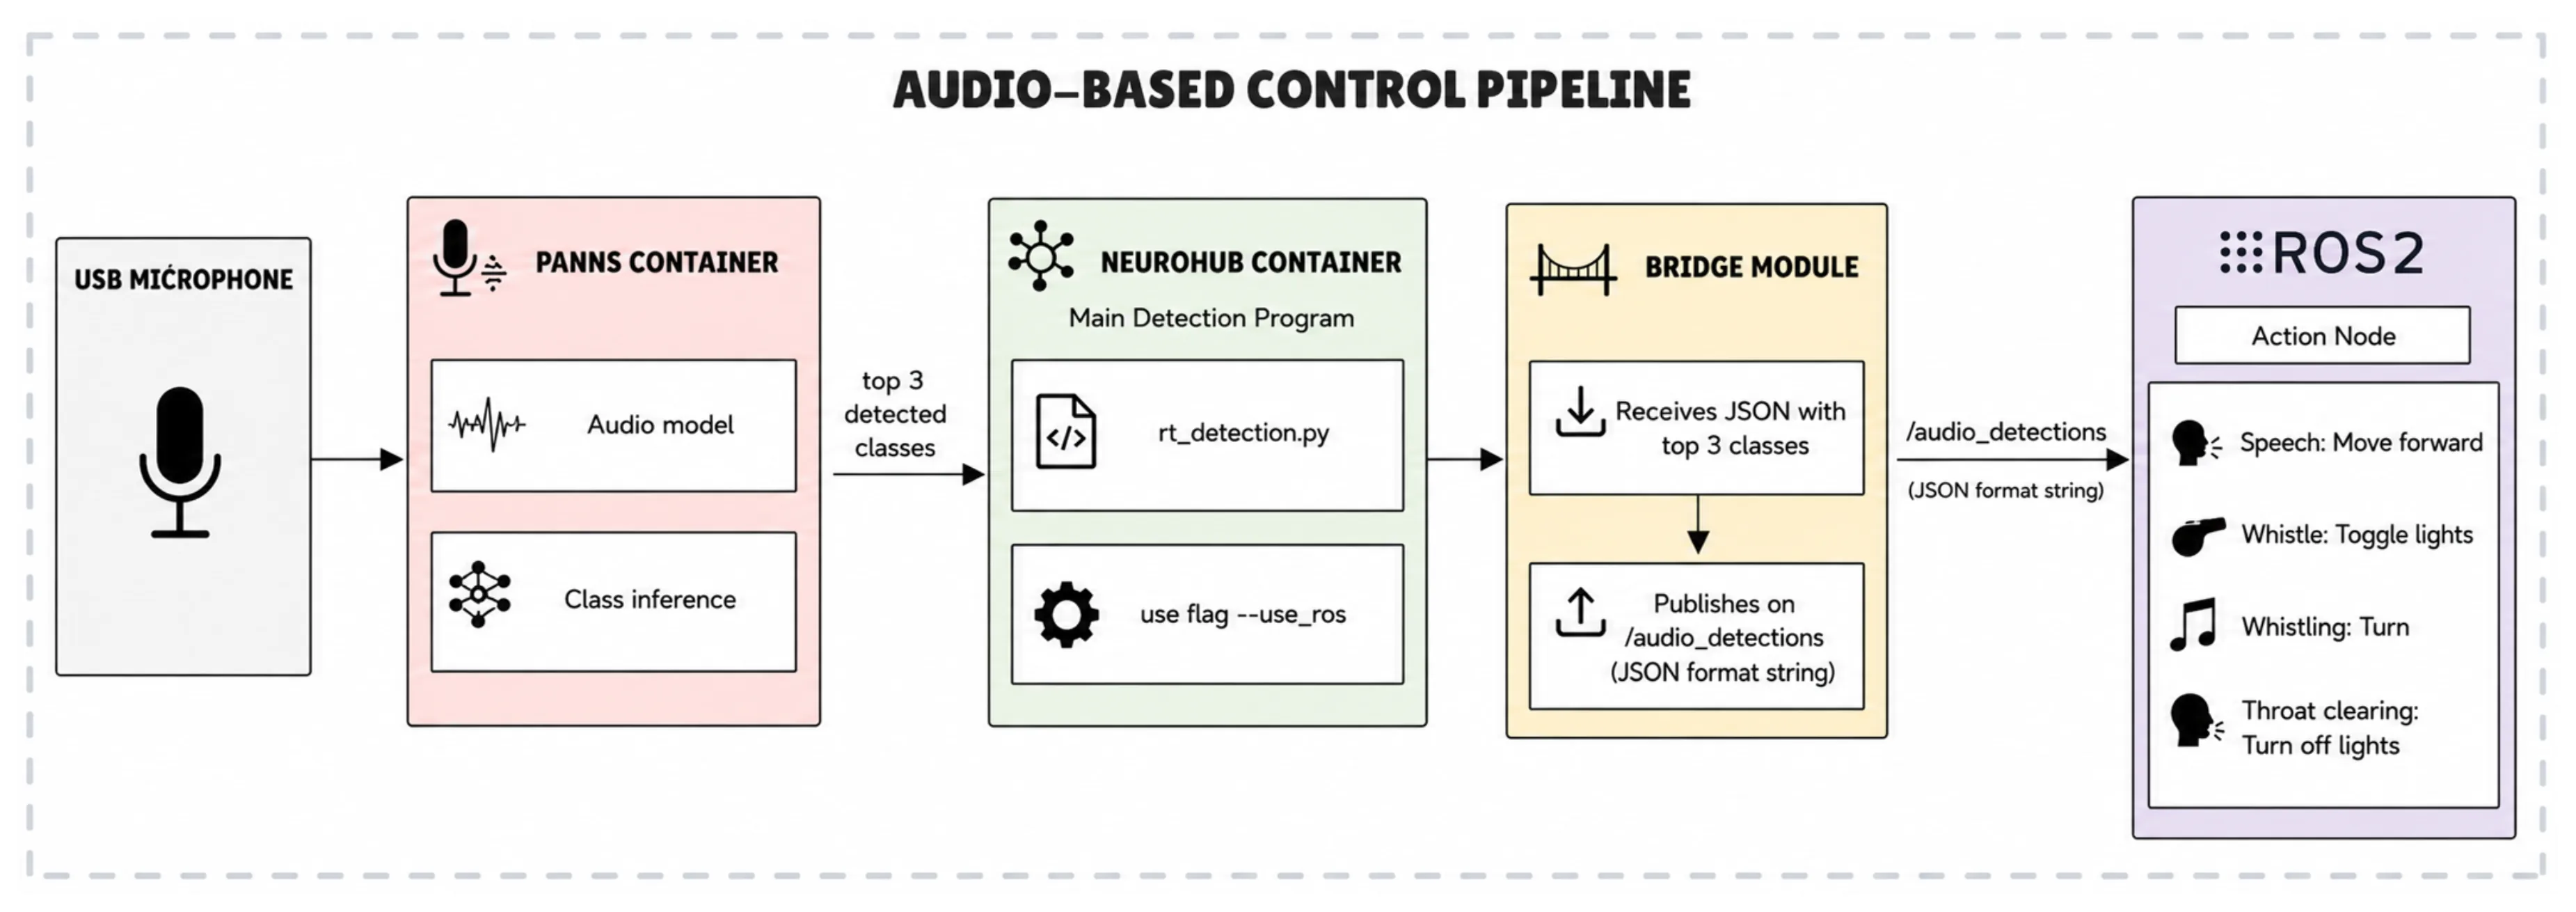 AUDIO–BASED CONTROL PIPELINE
USB MIĆROPHONE
PANNS CONTAINER
Audio model
Class inference
top 3
detected
classes
NEUROHUB CONTAINER
Main Detection Program
rt_detection.py
use flag --use_ros
BRIDGE MODULE
Receives JSON with
top 3 classes
Publishes on
/audio_detections
(JSON format string)
/audio_detections
(JSON format string)
ROS2
Action Node
Speech: Move forward
Whistle: Toggle lights
Whistling: Turn
Throat clearing:
Turn off lights